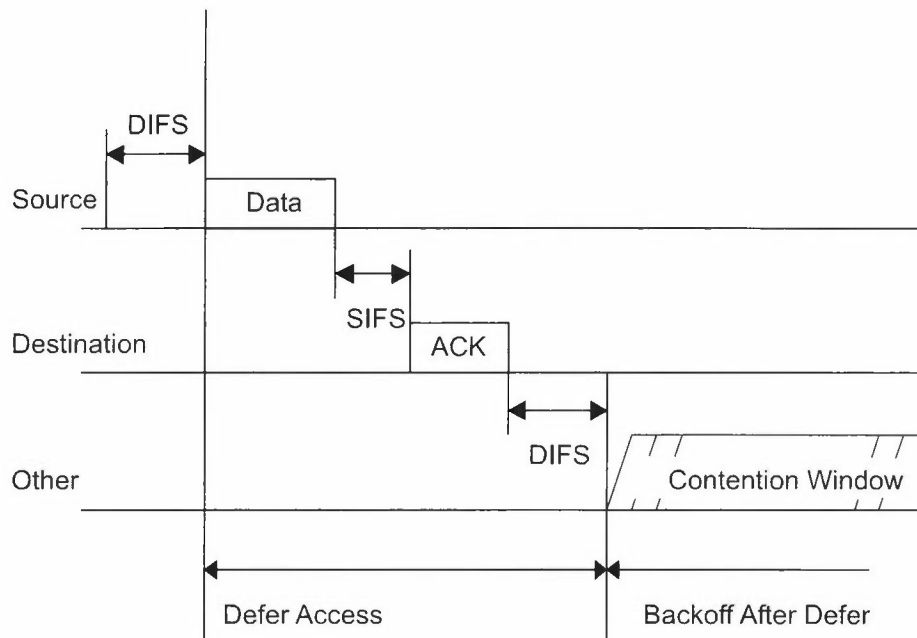 DIFS
Source
Data
SIFS
Destination
ACK
DIFS
Other
Contention Window
Defer Access
Backoff After Defer